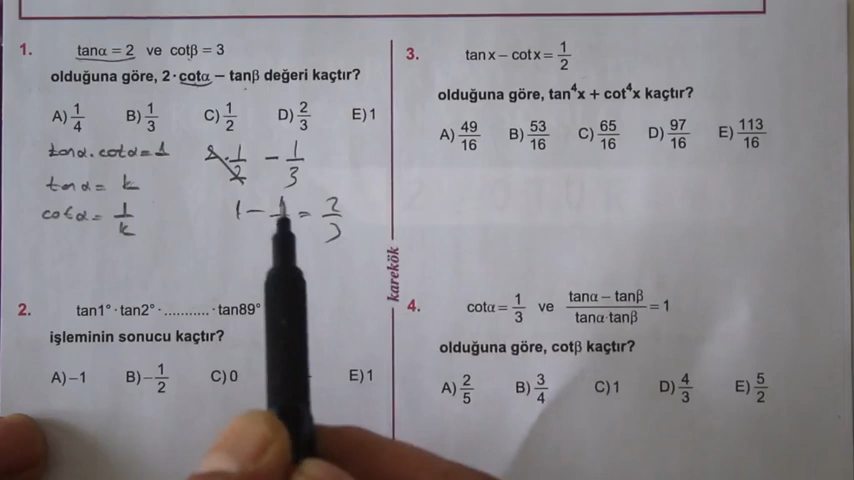 1. tanα = 2 ve cotβ = 3
olduğuna göre, 2·cotα − tanβ değeri kaçtır?
A) 1/4 B) 1/3 C) 1/2 D) 2/3 E) 1
tanα . cotα = 1
tanα = k
cotα = 1/k
2 . 1/2 − 1/3
1 − 1 = 2/3
2. tan1° · tan2° · ........... · tan89°
işleminin sonucu kaçtır?
A) −1 B) −1/2 C) 0 E) 1
karekök
3. tanx − cotx = 1/2
olduğuna göre, tan⁴x + cot⁴x kaçtır?
A) 49/16 B) 53/16 C) 65/16 D) 97/16 E) 113/16
4. cotα = 1/3 ve (tanα − tanβ)/(tanα·tanβ) = 1
olduğuna göre, cotβ kaçtır?
A) 2/5 B) 3/4 C) 1 D) 4/3 E) 5/2